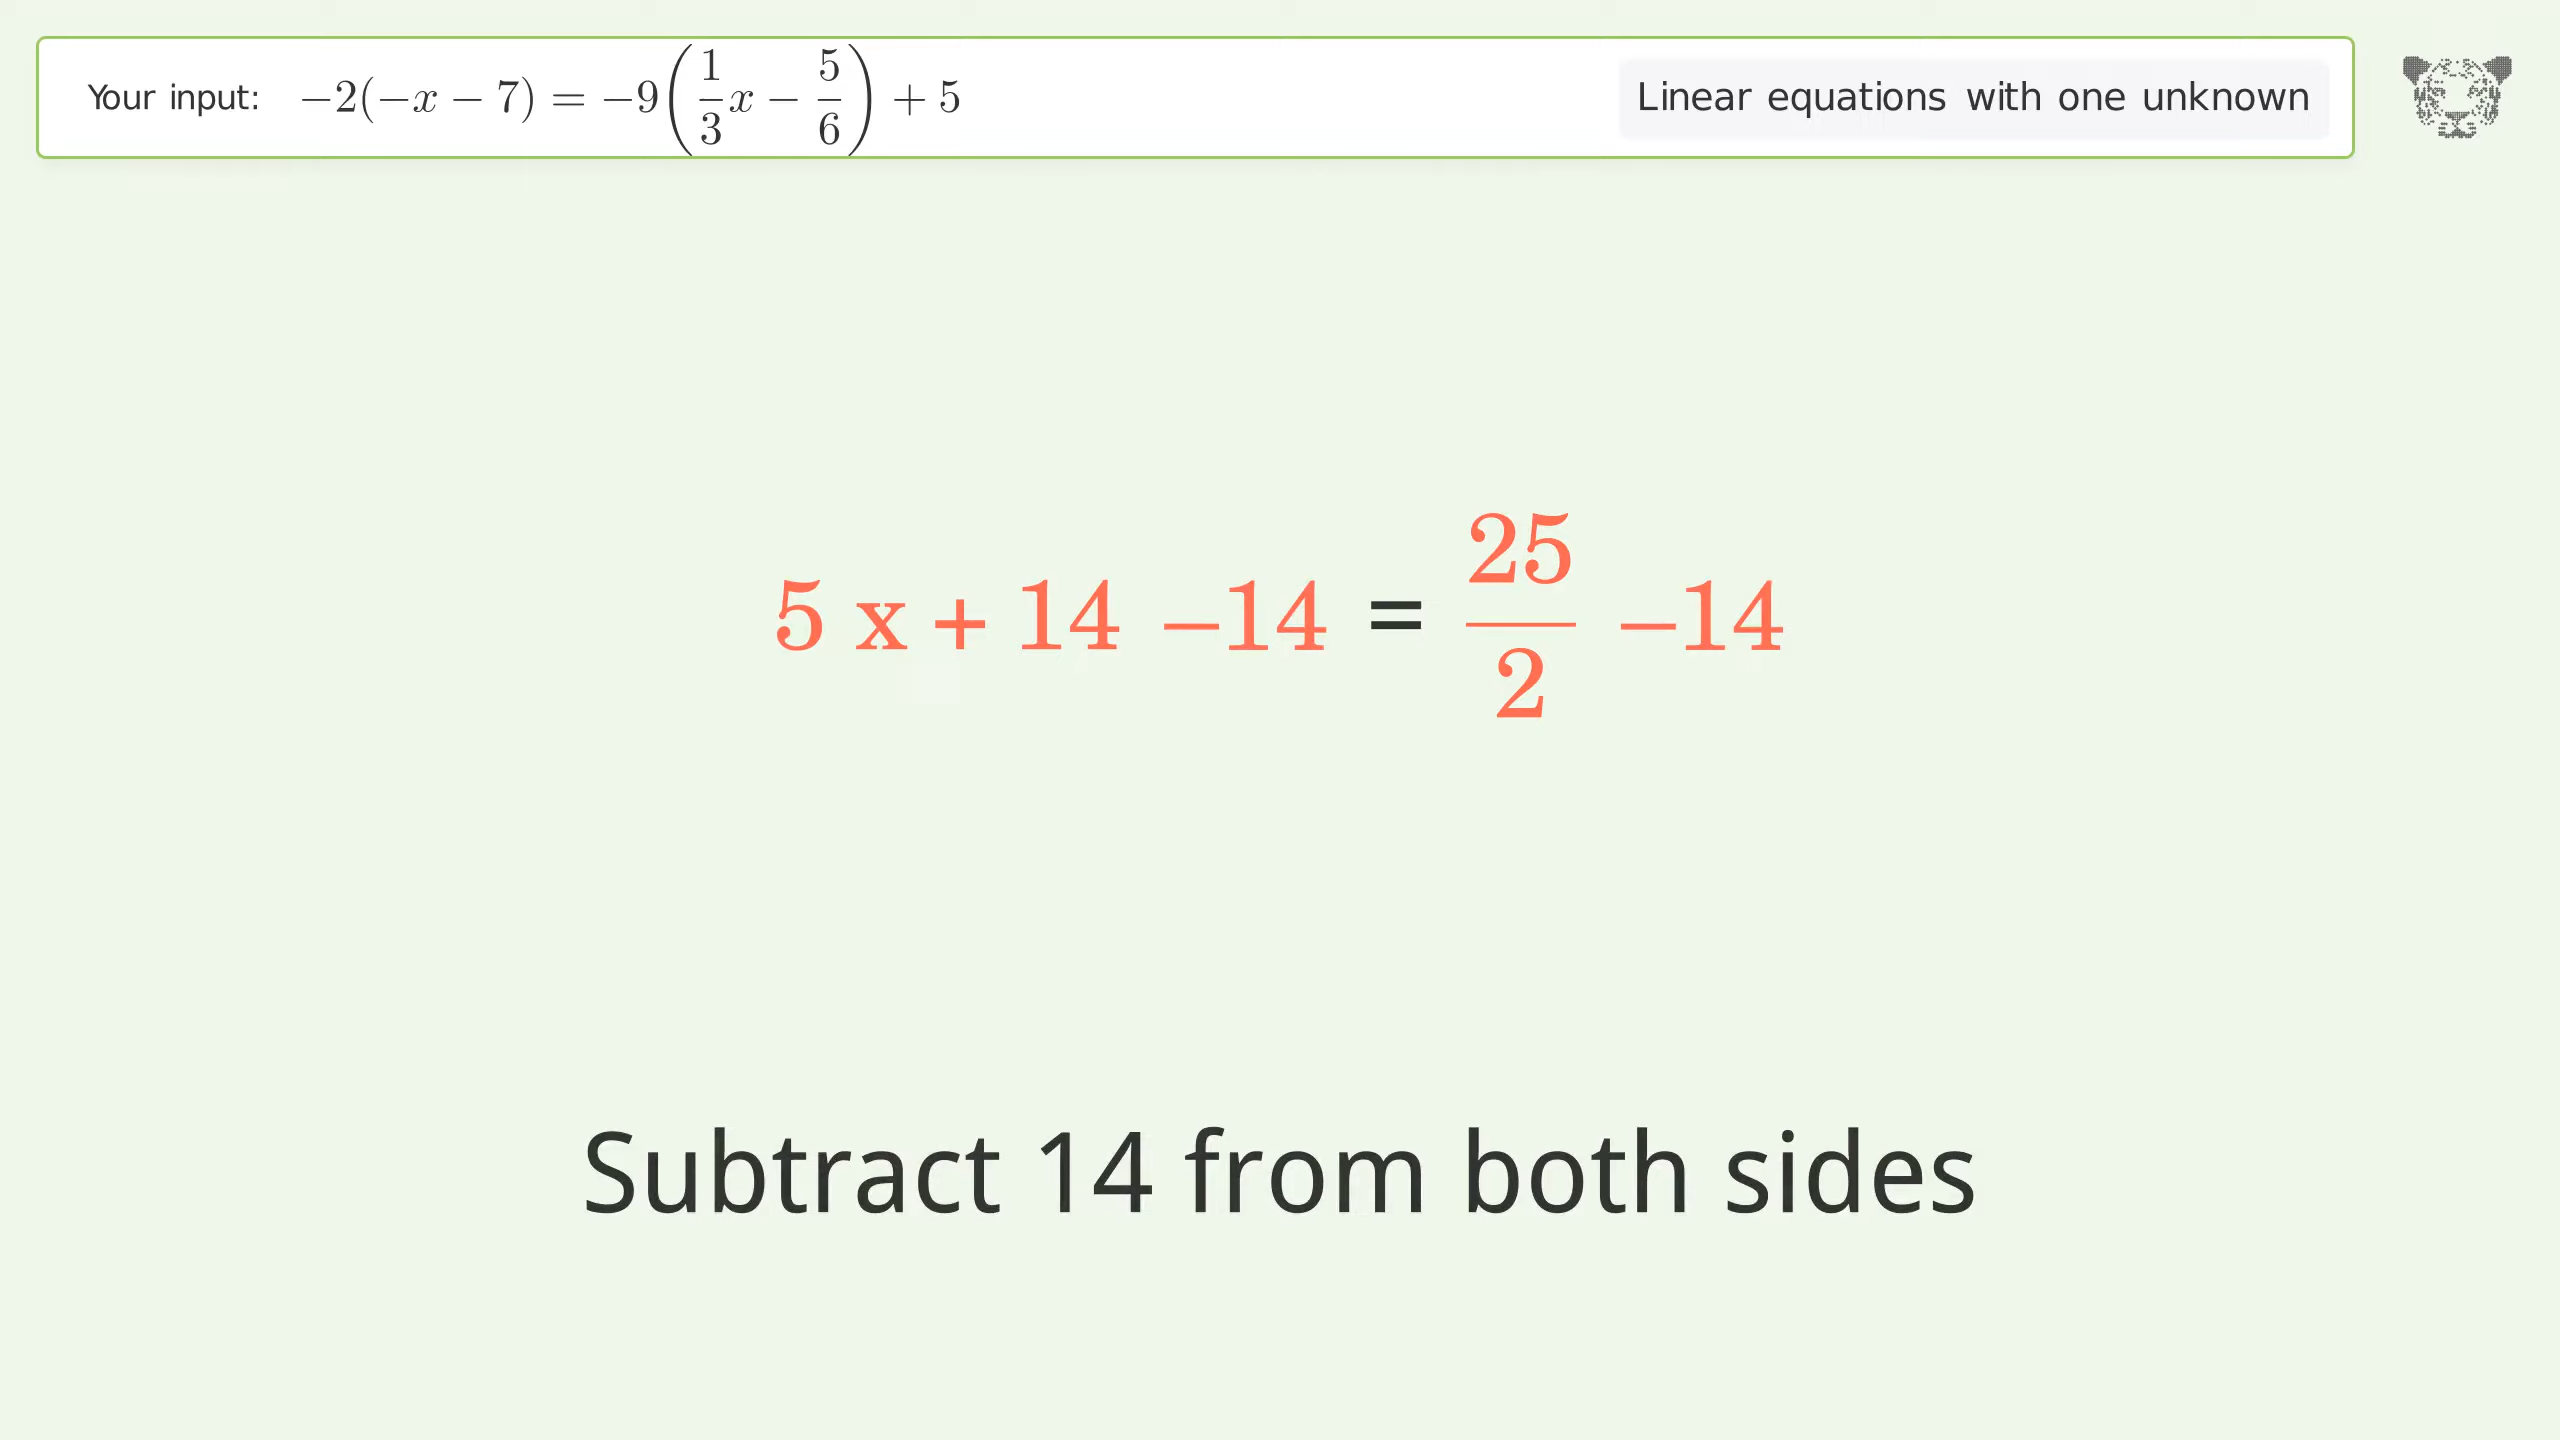 Your input: −2(−x − 7) = −9(1/3 x − 5/6) + 5
Linear equations with one unknown
5 x + 14 −14 = 25/2 −14
Subtract 14 from both sides